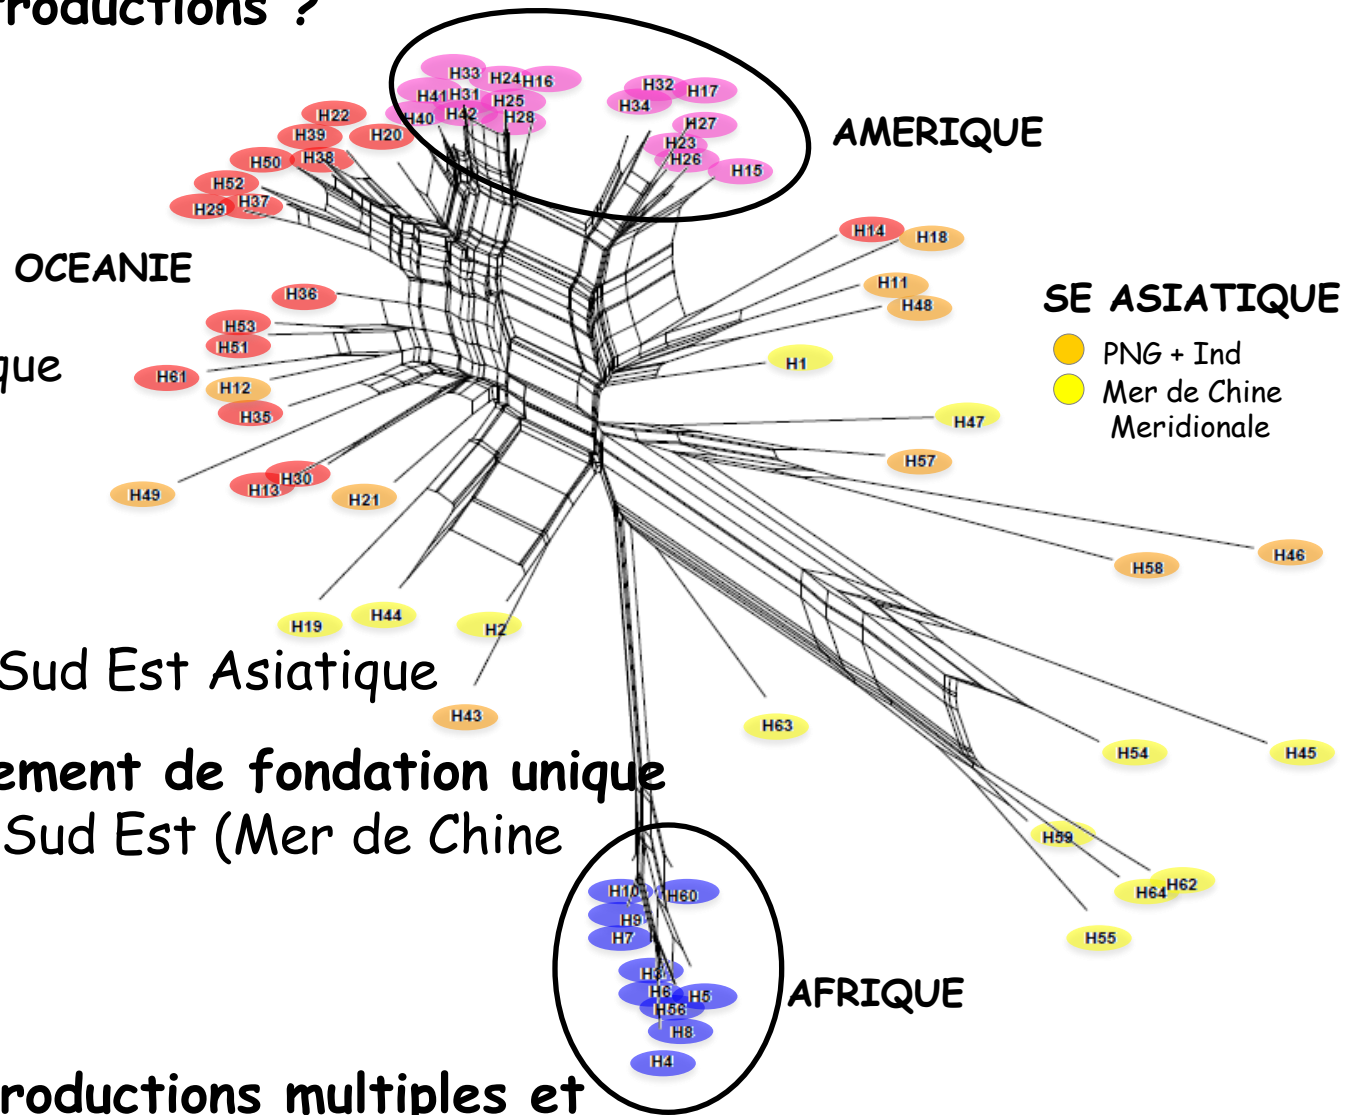 roductions ?
H33
H24
H16
H41
H31
H25
H40
H42
H28
H32
H17
H34
H27
H23
H26
H15
AMERIQUE
H22
H39
H20
H50
H38
H52
H29
H37
OCEANIE
H14
H18
H11
H48
H1
SE ASIATIQUE
PNG + Ind
Mer de Chine
Meridionale
H36
H53
H51
que
H61
H12
H35
H47
H57
H49
H13
H30
H21
H46
H58
H19
H44
H2
Sud Est Asiatique
H43
H63
H54
H45
ement de fondation unique
Sud Est (Mer de Chine
H59
H64
H62
H55
H10
H60
H9
H7
H3
H6
H5
H56
H8
H4
AFRIQUE
roductions multiples et